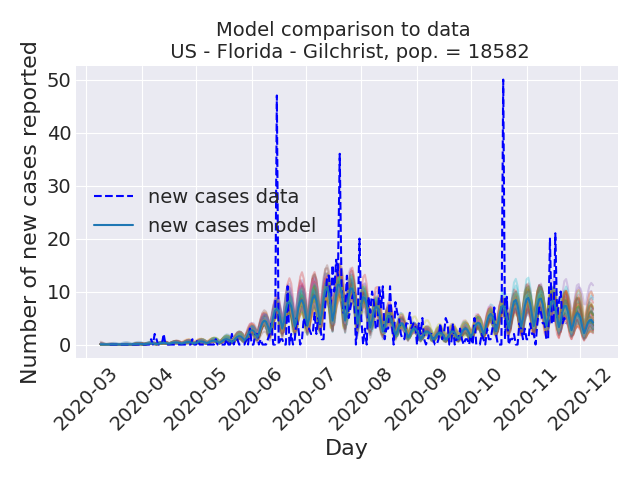 Model comparison to data
US - Florida - Gilchrist, pop. = 18582
Number of new cases reported
50
40
30
20
10
0
new cases data
new cases model
2020-03
2020-04
2020-05
2020-06
2020-07
2020-08
2020-09
2020-10
2020-11
2020-12
Day